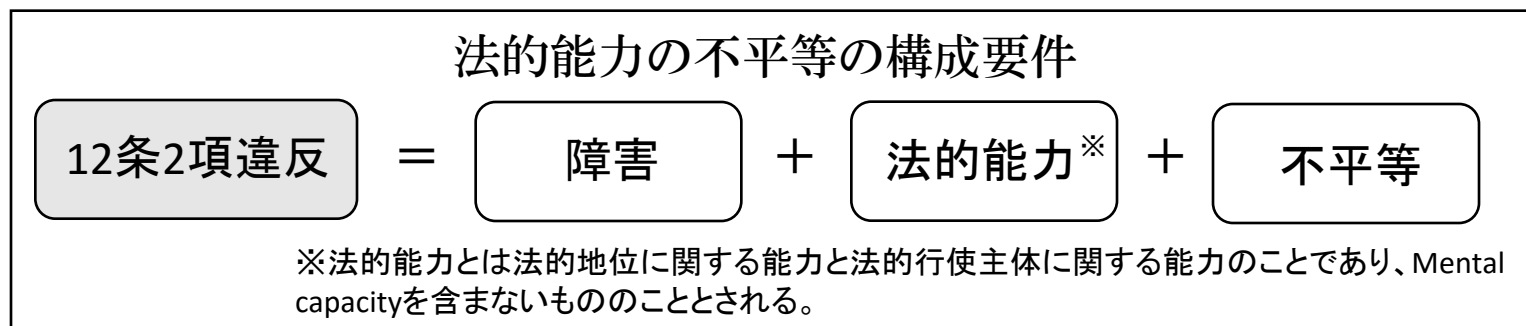 法的能力の不平等の構成要件
12条2項違反 = 障害 + 法的能力※ + 不平等
※法的能力とは法的地位に関する能力と法的行使主体に関する能力のことであり、Mental
capacityを含まないもののこととされる。